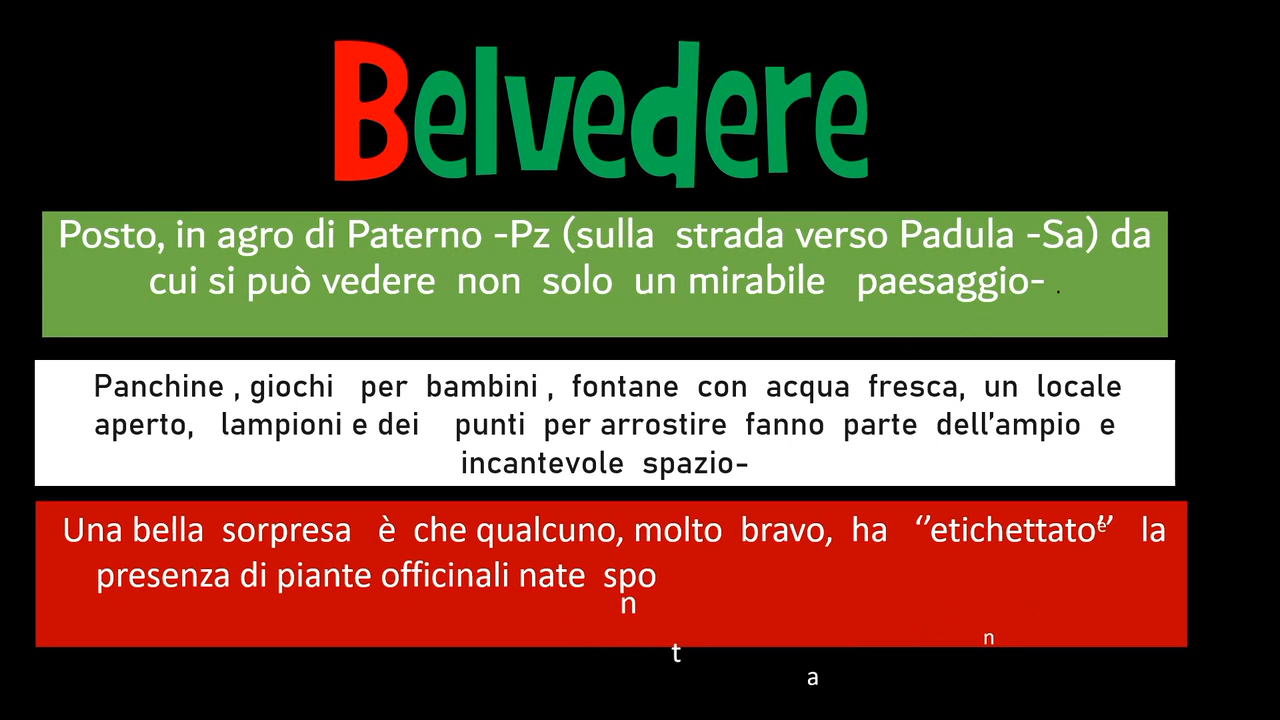 Belvedere
Posto, in agro di Paterno -Pz (sulla strada verso Padula -Sa) da
cui si può vedere non solo un mirabile paesaggio- .
Panchine , giochi per bambini , fontane con acqua fresca, un locale
aperto, lampioni e dei punti per arrostire fanno parte dell’ampio e
incantevole spazio-
Una bella sorpresa è che qualcuno, molto bravo, ha ‘’etichettato’’ la
presenza di piante officinali nate spo
n
t
a
n
e